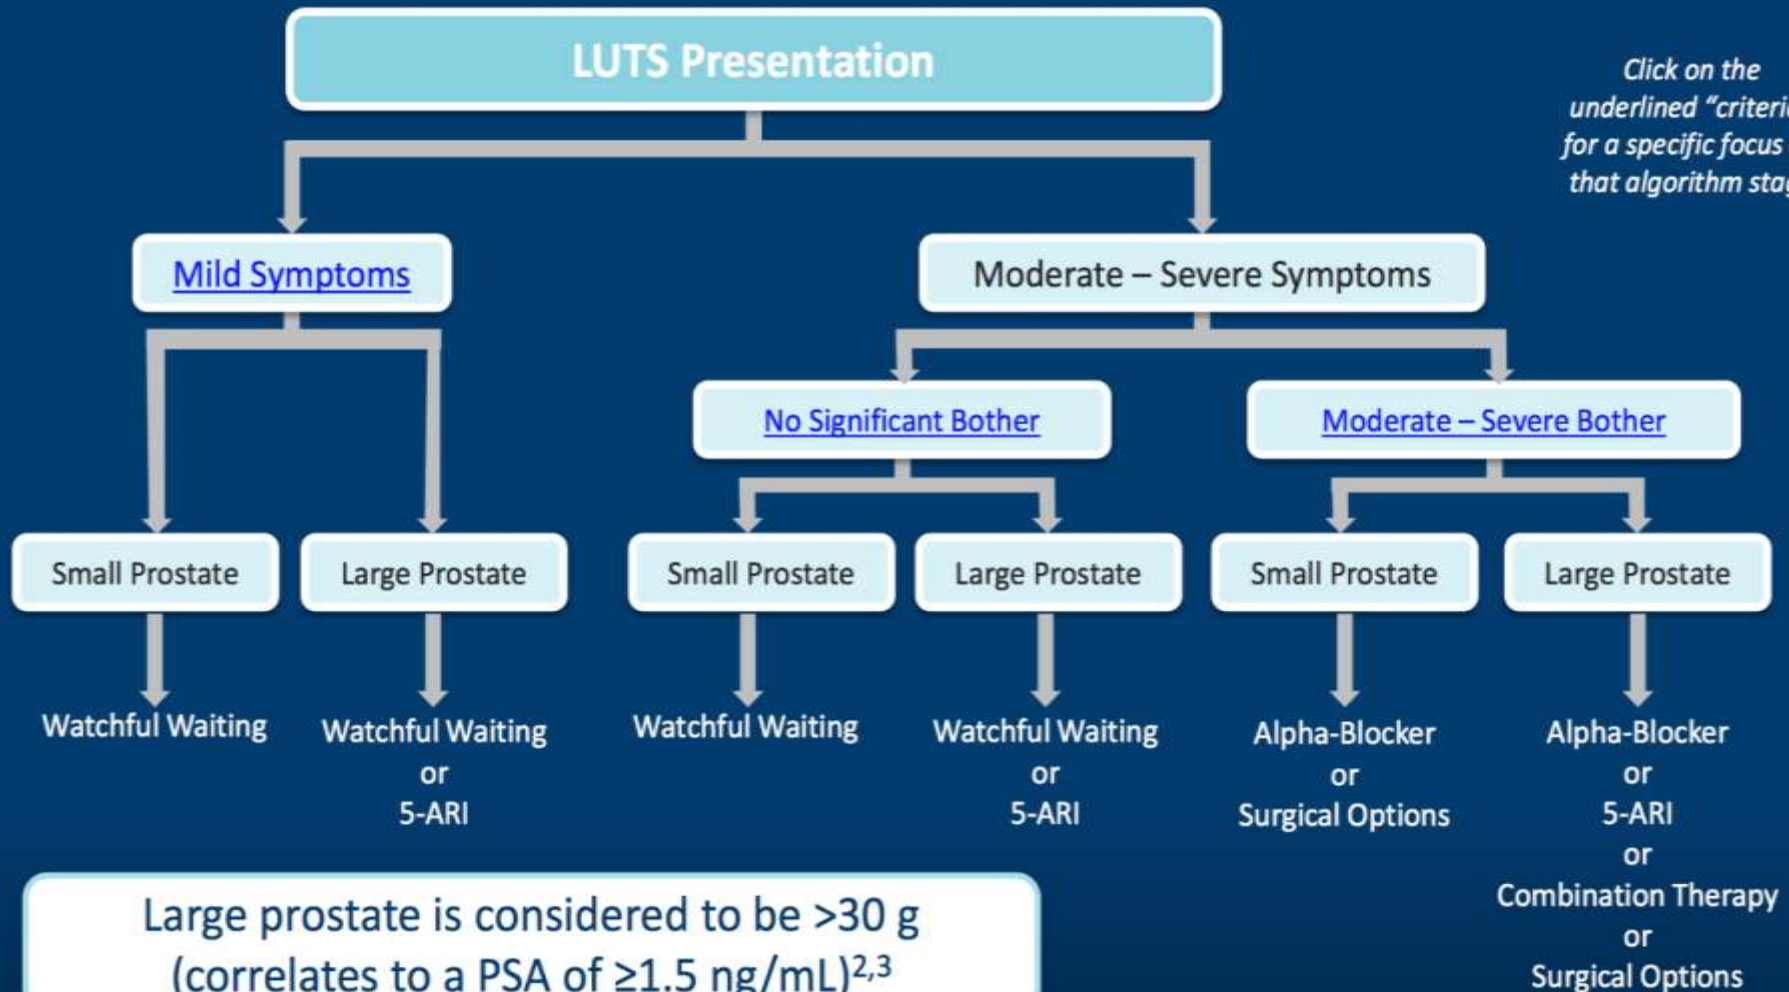 LUTS Presentation
Click on the
underlined “criteri
for a specific focus
that algorithm sta
Mild Symptoms
Moderate – Severe Symptoms
No Significant Bother
Moderate – Severe Bother
Small Prostate
Large Prostate
Small Prostate
Large Prostate
Small Prostate
Large Prostate
Watchful Waiting
Watchful Waiting
or
5-ARI
Watchful Waiting
Watchful Waiting
or
5-ARI
Alpha-Blocker
or
Surgical Options
Alpha-Blocker
or
5-ARI
or
Combination Therapy
or
Surgical Options
Large prostate is considered to be >30 g
(correlates to a PSA of ≥1.5 ng/mL)2,3